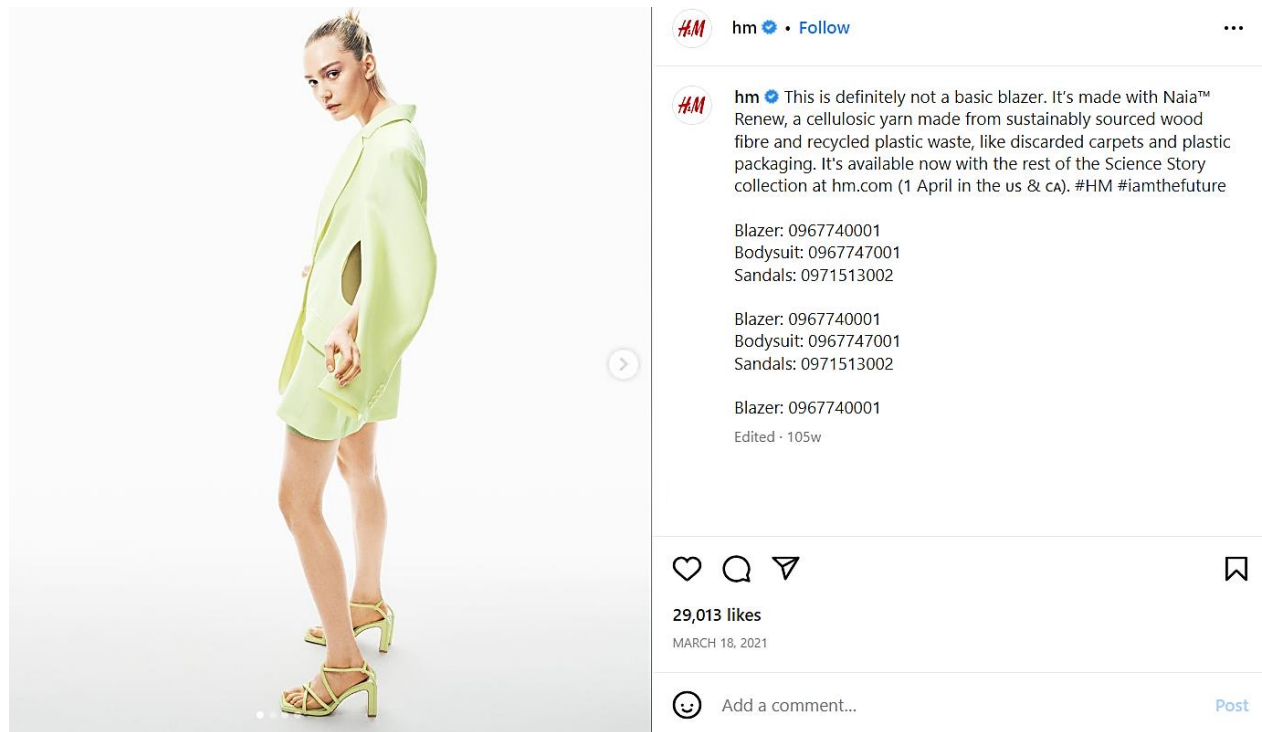 H&M hm • Follow
H&M hm This is definitely not a basic blazer. It's made with Naia™
Renew, a cellulosic yarn made from sustainably sourced wood
fibre and recycled plastic waste, like discarded carpets and plastic
packaging. It's available now with the rest of the Science Story
collection at hm.com (1 April in the ᴜs & ᴄᴀ). #HM #iamthefuture
Blazer: 0967740001
Bodysuit: 0967747001
Sandals: 0971513002
Blazer: 0967740001
Bodysuit: 0967747001
Sandals: 0971513002
Blazer: 0967740001
Edited · 105w
29,013 likes
MARCH 18, 2021
Add a comment... Post